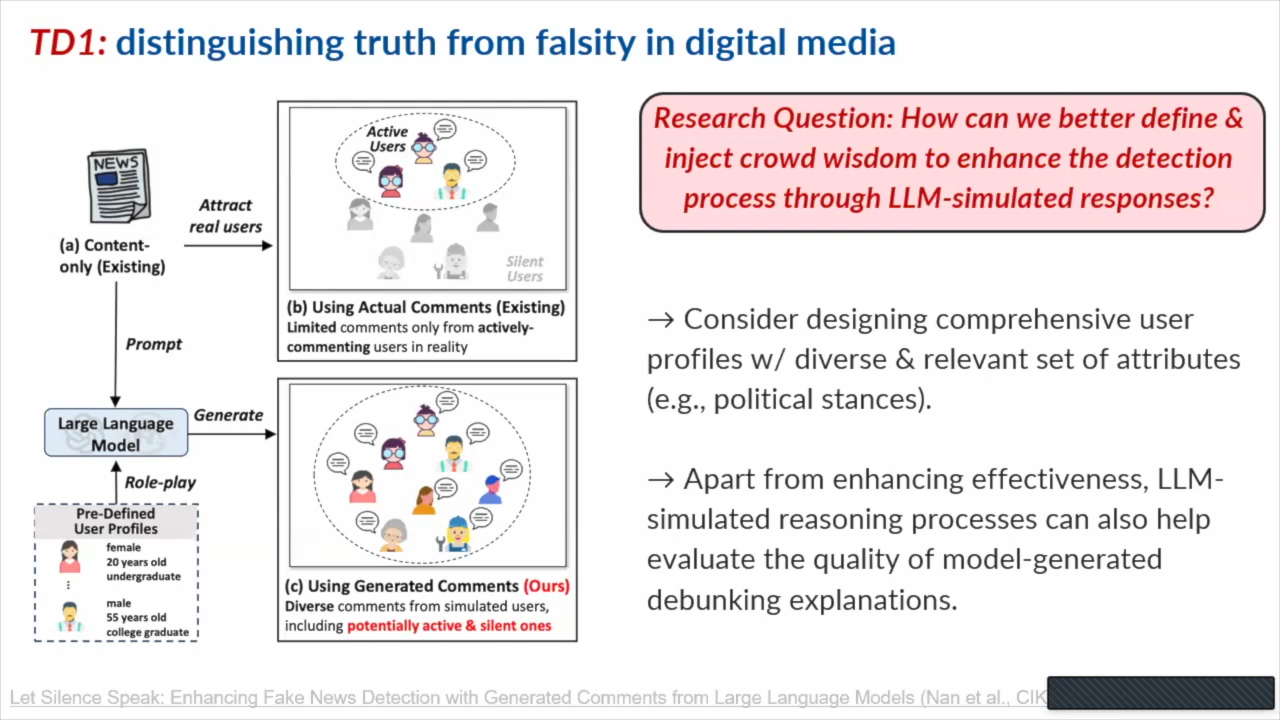 TD1: distinguishing truth from falsity in digital media
NEWS
(a) Content-
only (Existing)
Attract
real users
Active
Users
Silent
Users
(b) Using Actual Comments (Existing)
Limited comments only from actively-
commenting users in reality
Prompt
Large Language
Model
Generate
Role-play
Pre-Defined
User Profiles
female
20 years old
undergraduate
⋮
male
55 years old
college graduate
(c) Using Generated Comments (Ours)
Diverse comments from simulated users,
including potentially active & silent ones
Research Question: How can we better define &
inject crowd wisdom to enhance the detection
process through LLM-simulated responses?
→ Consider designing comprehensive user
profiles w/ diverse & relevant set of attributes
(e.g., political stances).
→ Apart from enhancing effectiveness, LLM-
simulated reasoning processes can also help
evaluate the quality of model-generated
debunking explanations.
Let Silence Speak: Enhancing Fake News Detection with Generated Comments from Large Language Models (Nan et al.,